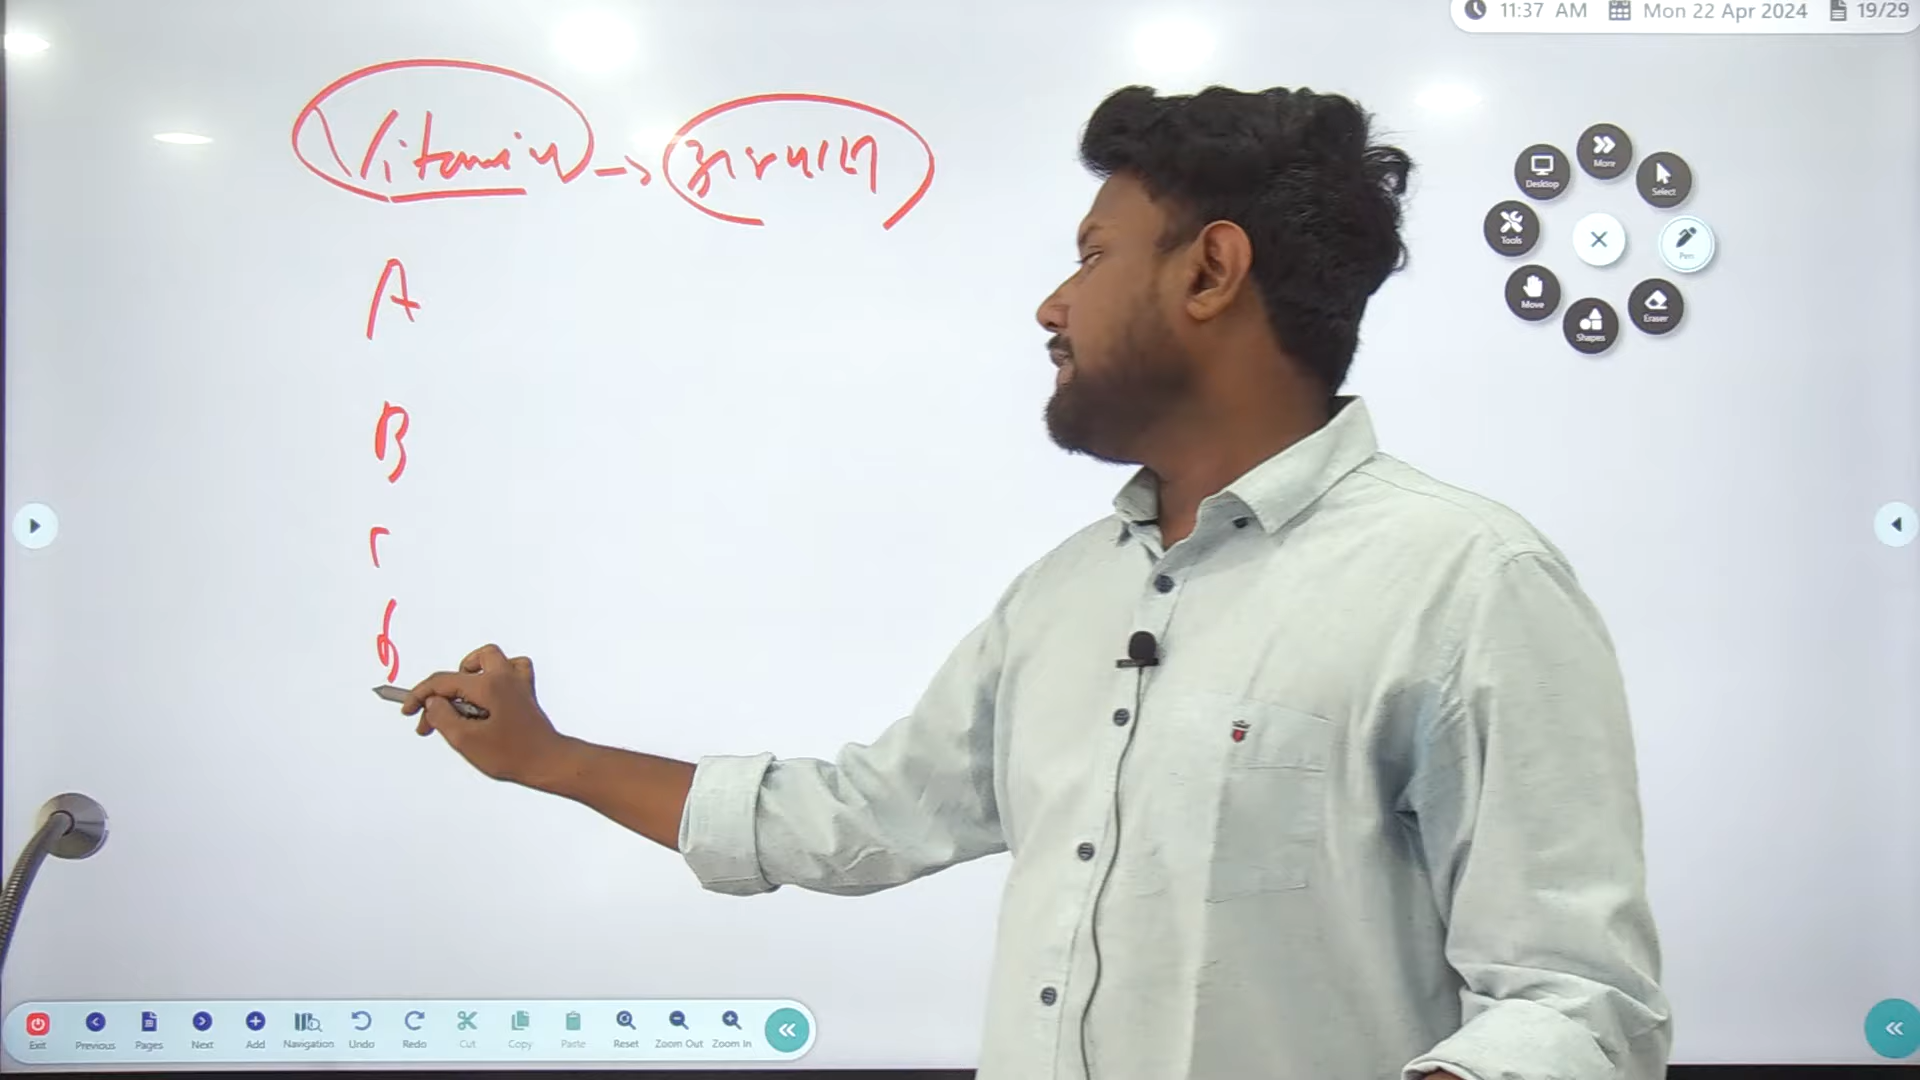 11:37 AM Mon 22 Apr 2024 19/29
Vitamin →
A
B
C
D
More
Desktop
Select
Tools
Pen
Move
Eraser
Shapes
Exit Previous Pages Next Add Navigation Undo Redo Cut Copy Paste Reset Zoom Out Zoom In